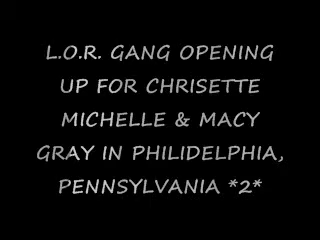 L.O.R. GANG OPENING
UP FOR CHRISETTE
MICHELLE & MACY
GRAY IN PHILIDELPHIA,
PENNSYLVANIA *2*